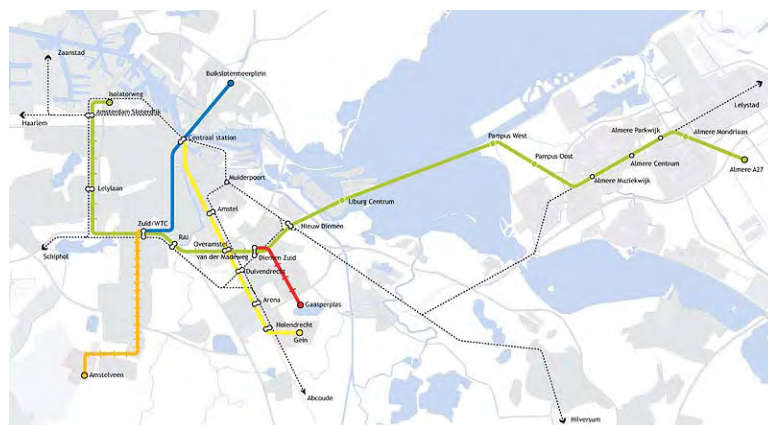 Zaanstad
Buikslotermeerplein
Isolatorweg
Lelystad
Amsterdam Sloterdijk
Haarlem
Centraal station
Pampus West
Almere Parkwijk
Almere Mondriaan
Pampus Oost
Almere Centrum
Almere A27
Muiderpoort
Almere Muziekwijk
Lelylaan
IJburg Centrum
Amstel
Zuid/WTC
Nieuw Diemen
RAI
Schiphol
Overamstel
van der Madeweg
Diemen Zuid
Duivendrecht
Arena
Gaasperplas
Holendrecht
Gein
Amstelveen
Abcoude
Hilversum